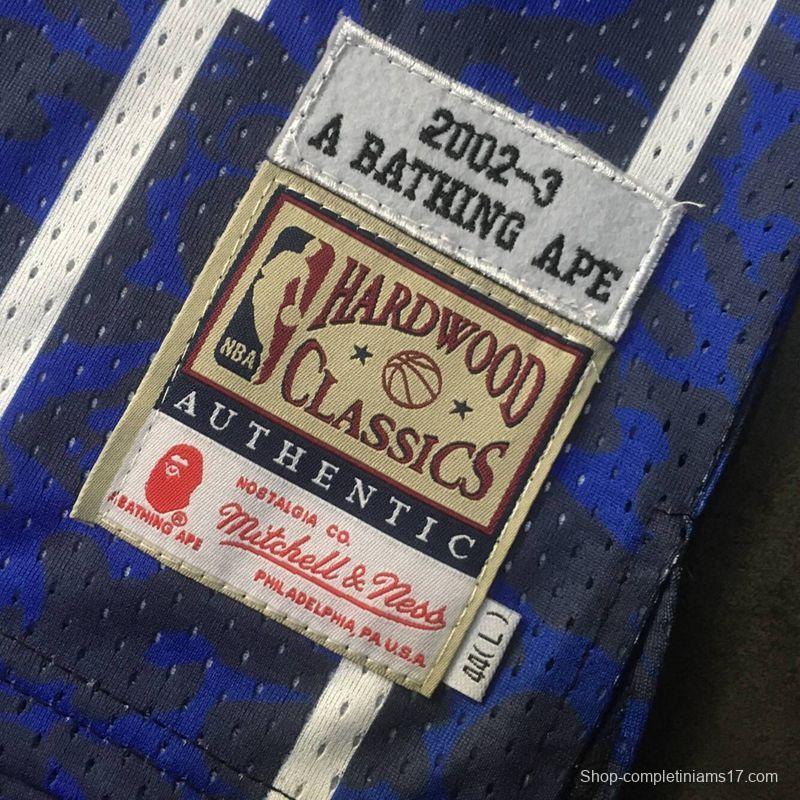 2002-3
A BATHING APE
HARDWOOD
NBA
CLASSICS
AUTHENTIC
A BATHING APE®
NOSTALGIA CO.
Mitchell & Ness
PHILADELPHIA, PA U.S.A.
44(L)
Shop-completiniams17.com